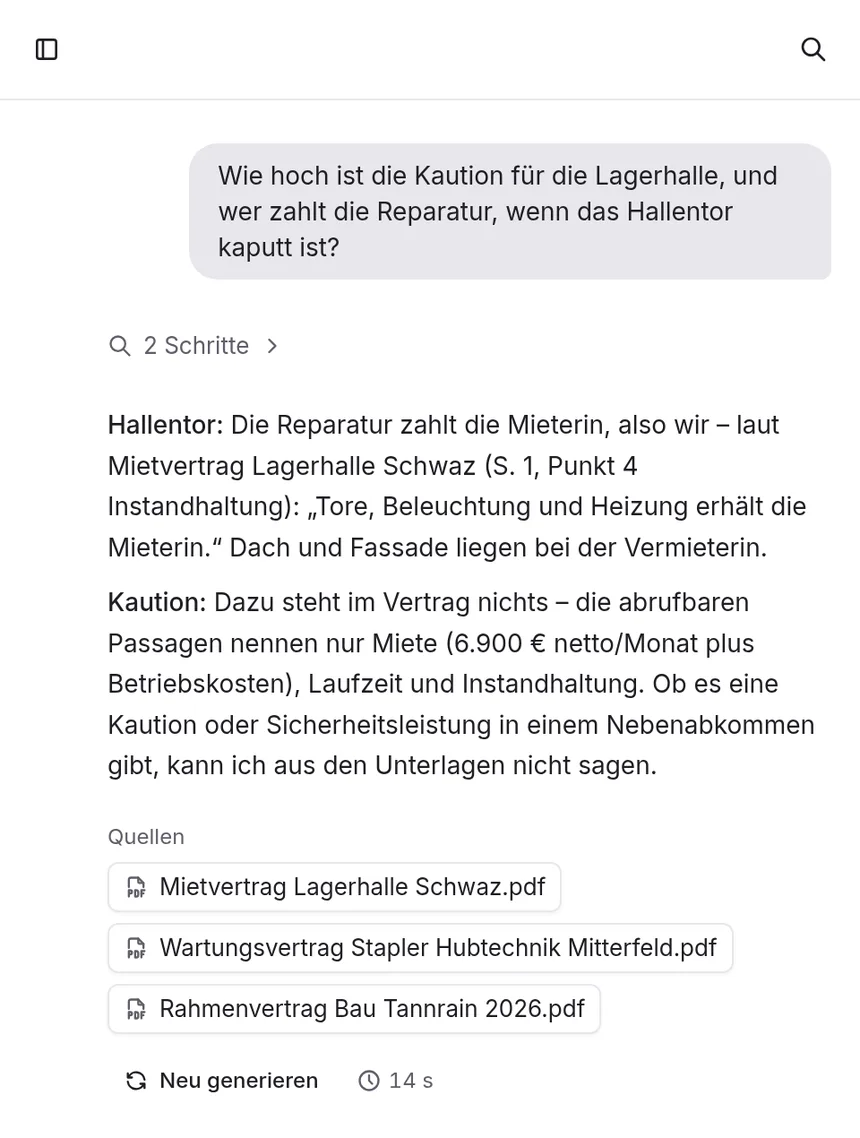 Wie hoch ist die Kaution für die Lagerhalle, und
wer zahlt die Reparatur, wenn das Hallentor
kaputt ist?
2 Schritte
Hallentor: Die Reparatur zahlt die Mieterin, also wir – laut
Mietvertrag Lagerhalle Schwaz (S. 1, Punkt 4
Instandhaltung): „Tore, Beleuchtung und Heizung erhält die
Mieterin.“ Dach und Fassade liegen bei der Vermieterin.
Kaution: Dazu steht im Vertrag nichts – die abrufbaren
Passagen nennen nur Miete (6.900 € netto/Monat plus
Betriebskosten), Laufzeit und Instandhaltung. Ob es eine
Kaution oder Sicherheitsleistung in einem Nebenabkommen
gibt, kann ich aus den Unterlagen nicht sagen.
Quellen
PDF Mietvertrag Lagerhalle Schwaz.pdf
PDF Wartungsvertrag Stapler Hubtechnik Mitterfeld.pdf
PDF Rahmenvertrag Bau Tannrain 2026.pdf
Neu generieren 14 s